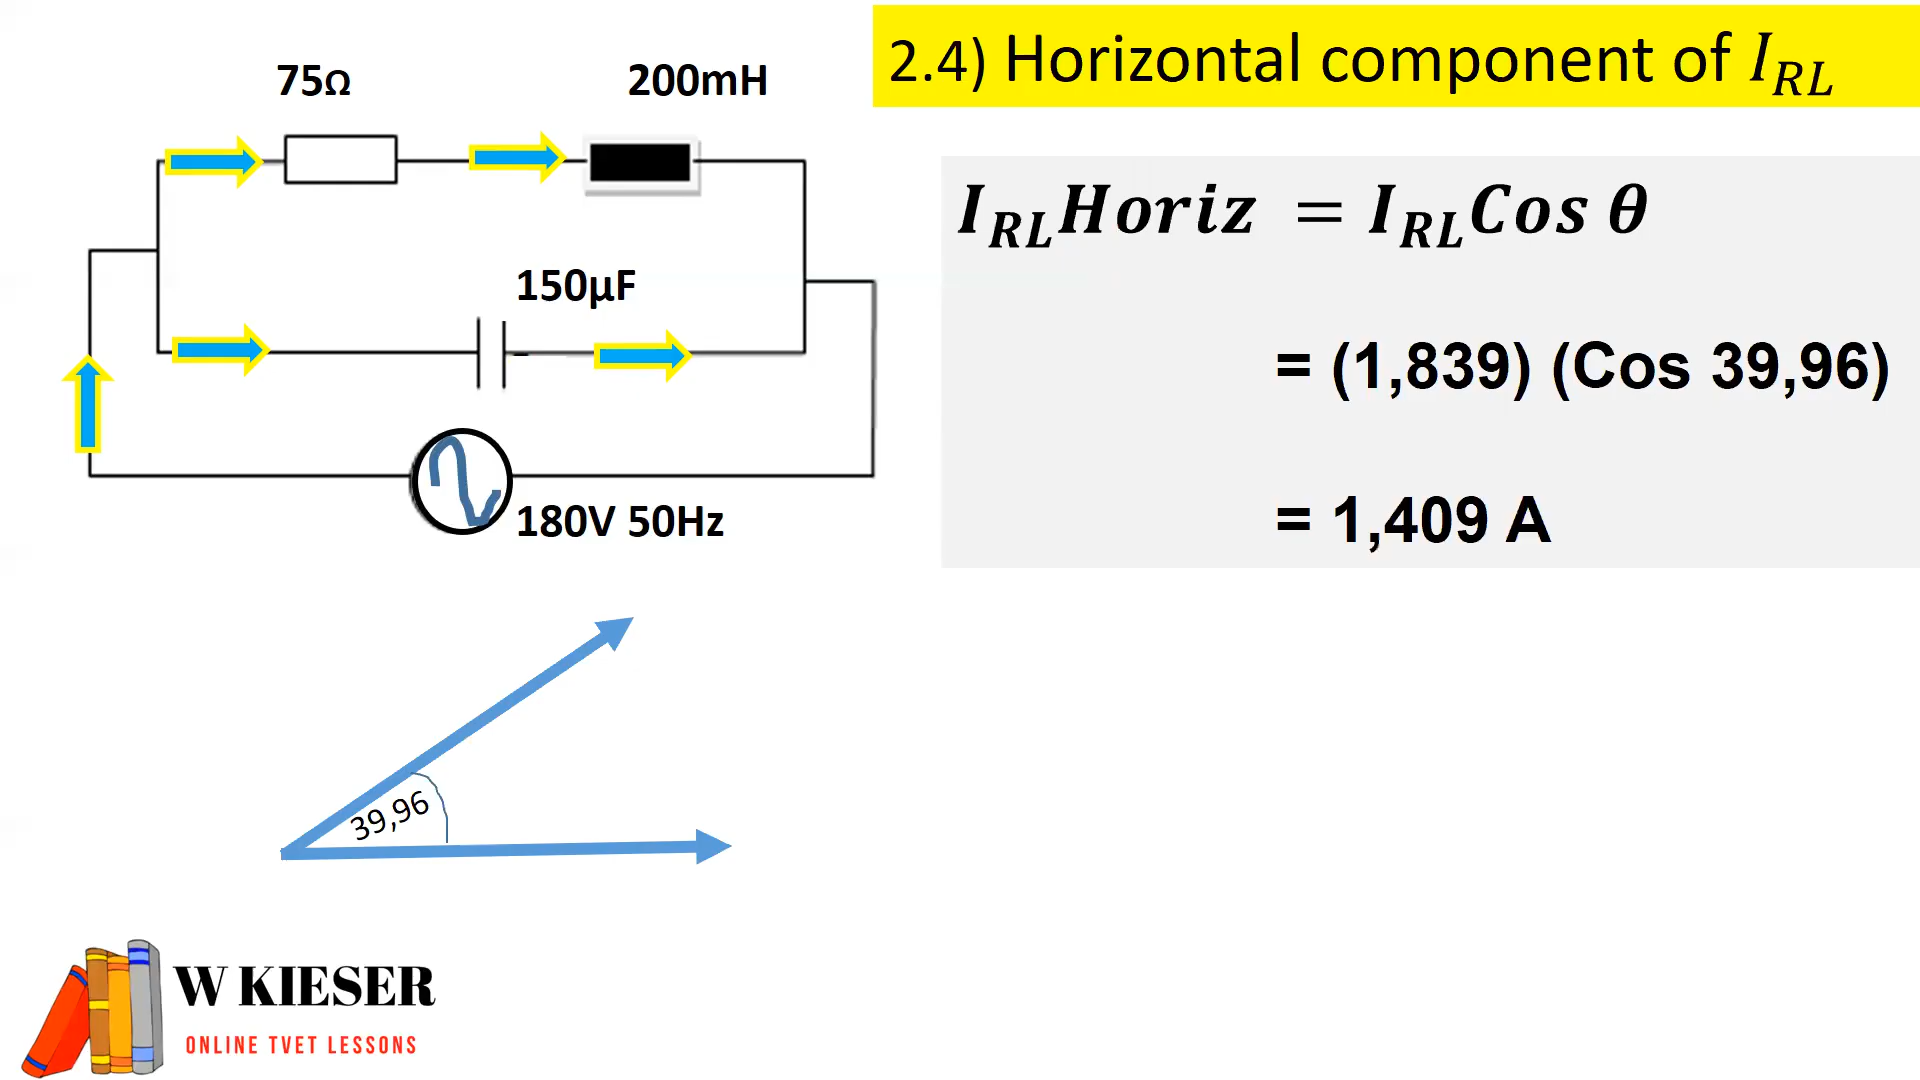 75Ω
200mH
150µF
180V 50Hz
2.4) Horizontal component of I_RL
I_RL Horiz = I_RL Cos θ
= (1,839) (Cos 39,96)
= 1,409 A
39,96
W KIESER
ONLINE TVET LESSONS